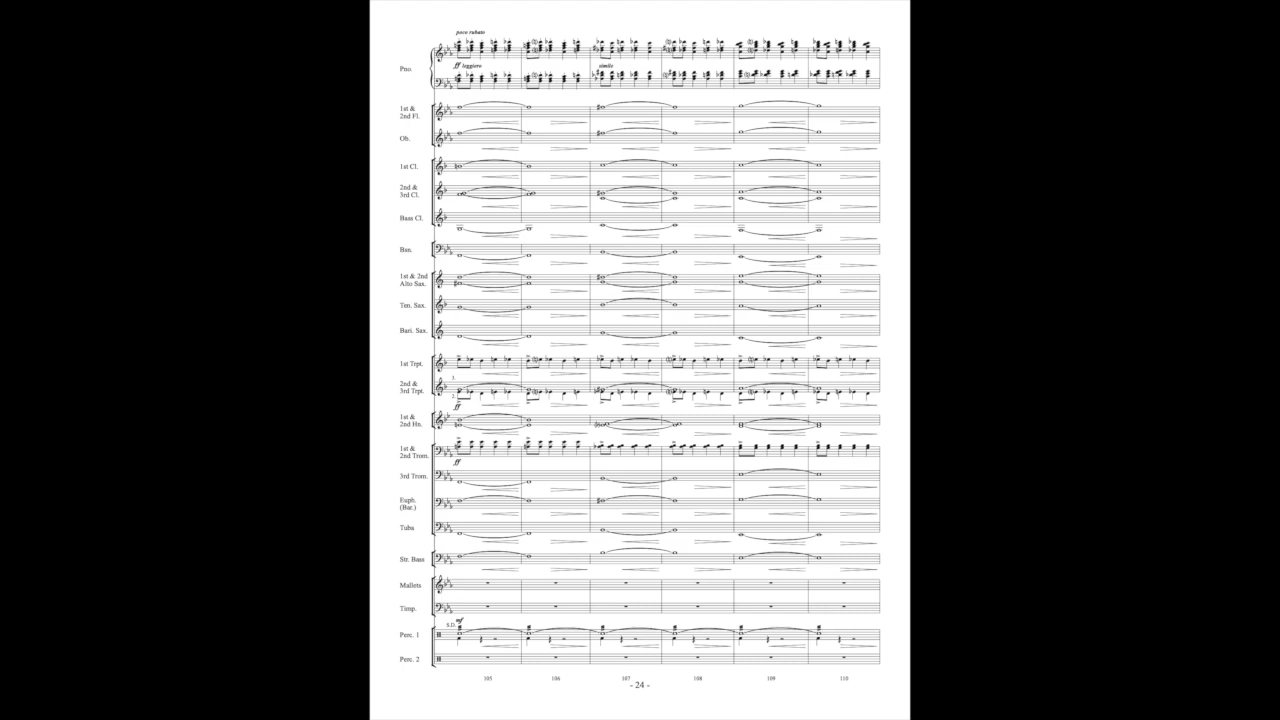 poco rubato
Pno.
ff leggiero
simile
1st &
2nd Fl.
Ob.
1st Cl.
2nd &
3rd Cl.
Bass Cl.
Bsn.
1st & 2nd
Alto Sax.
Ten. Sax.
Bari. Sax.
1st Trpt.
1.
2nd &
3rd Trpt.
ff
1st &
2nd Hn.
1st &
2nd Trom.
ff
3rd Trom.
Euph.
(Bar.)
Tuba
Str. Bass
Mallets
Timp.
mf
S.D.
Perc. 1
Perc. 2
105 106 107 108 109 110
- 24 -